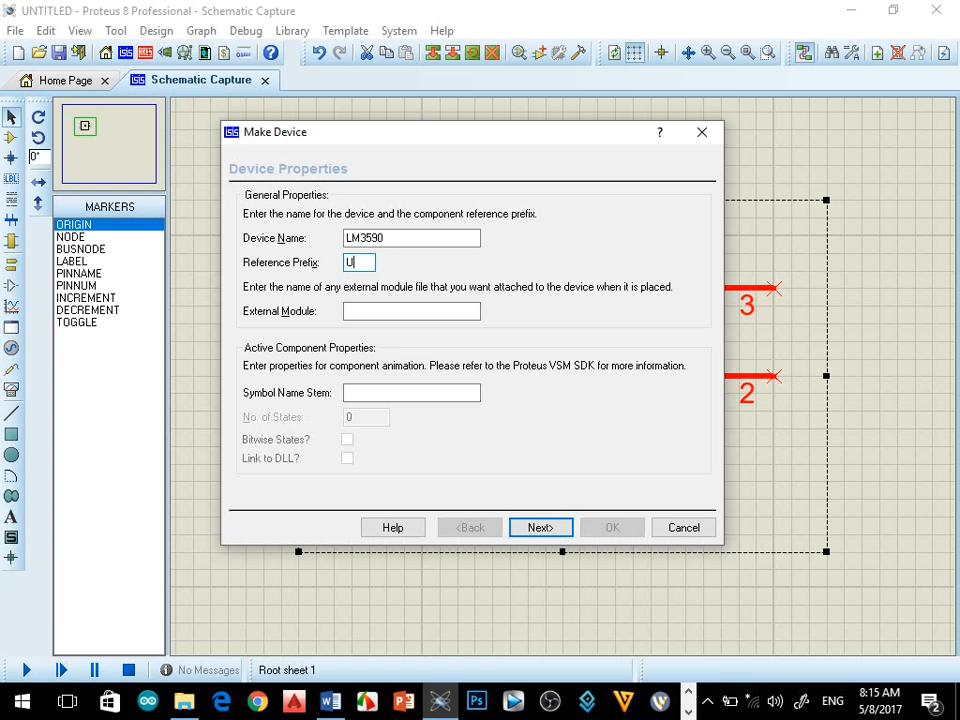 UNTITLED - Proteus 8 Professional - Schematic Capture
File Edit View Tool Design Graph Debug Library Template System Help
Home Page
Schematic Capture
0°
LBL
MARKERS
ORIGIN
NODE
BUSNODE
LABEL
PINNAME
PINNUM
INCREMENT
DECREMENT
TOGGLE
Make Device
Device Properties
General Properties:
Enter the name for the device and the component reference prefix.
Device Name: LM3590
Reference Prefix: U
Enter the name of any external module file that you want attached to the device when it is placed.
External Module:
Active Component Properties:
Enter properties for component animation. Please refer to the Proteus VSM SDK for more information.
Symbol Name Stem:
No. of States: 0
Bitwise States?
Link to DLL?
Help <Back Next> OK Cancel
3
2
No Messages Root sheet 1
ENG
8:15 AM
5/8/2017
2